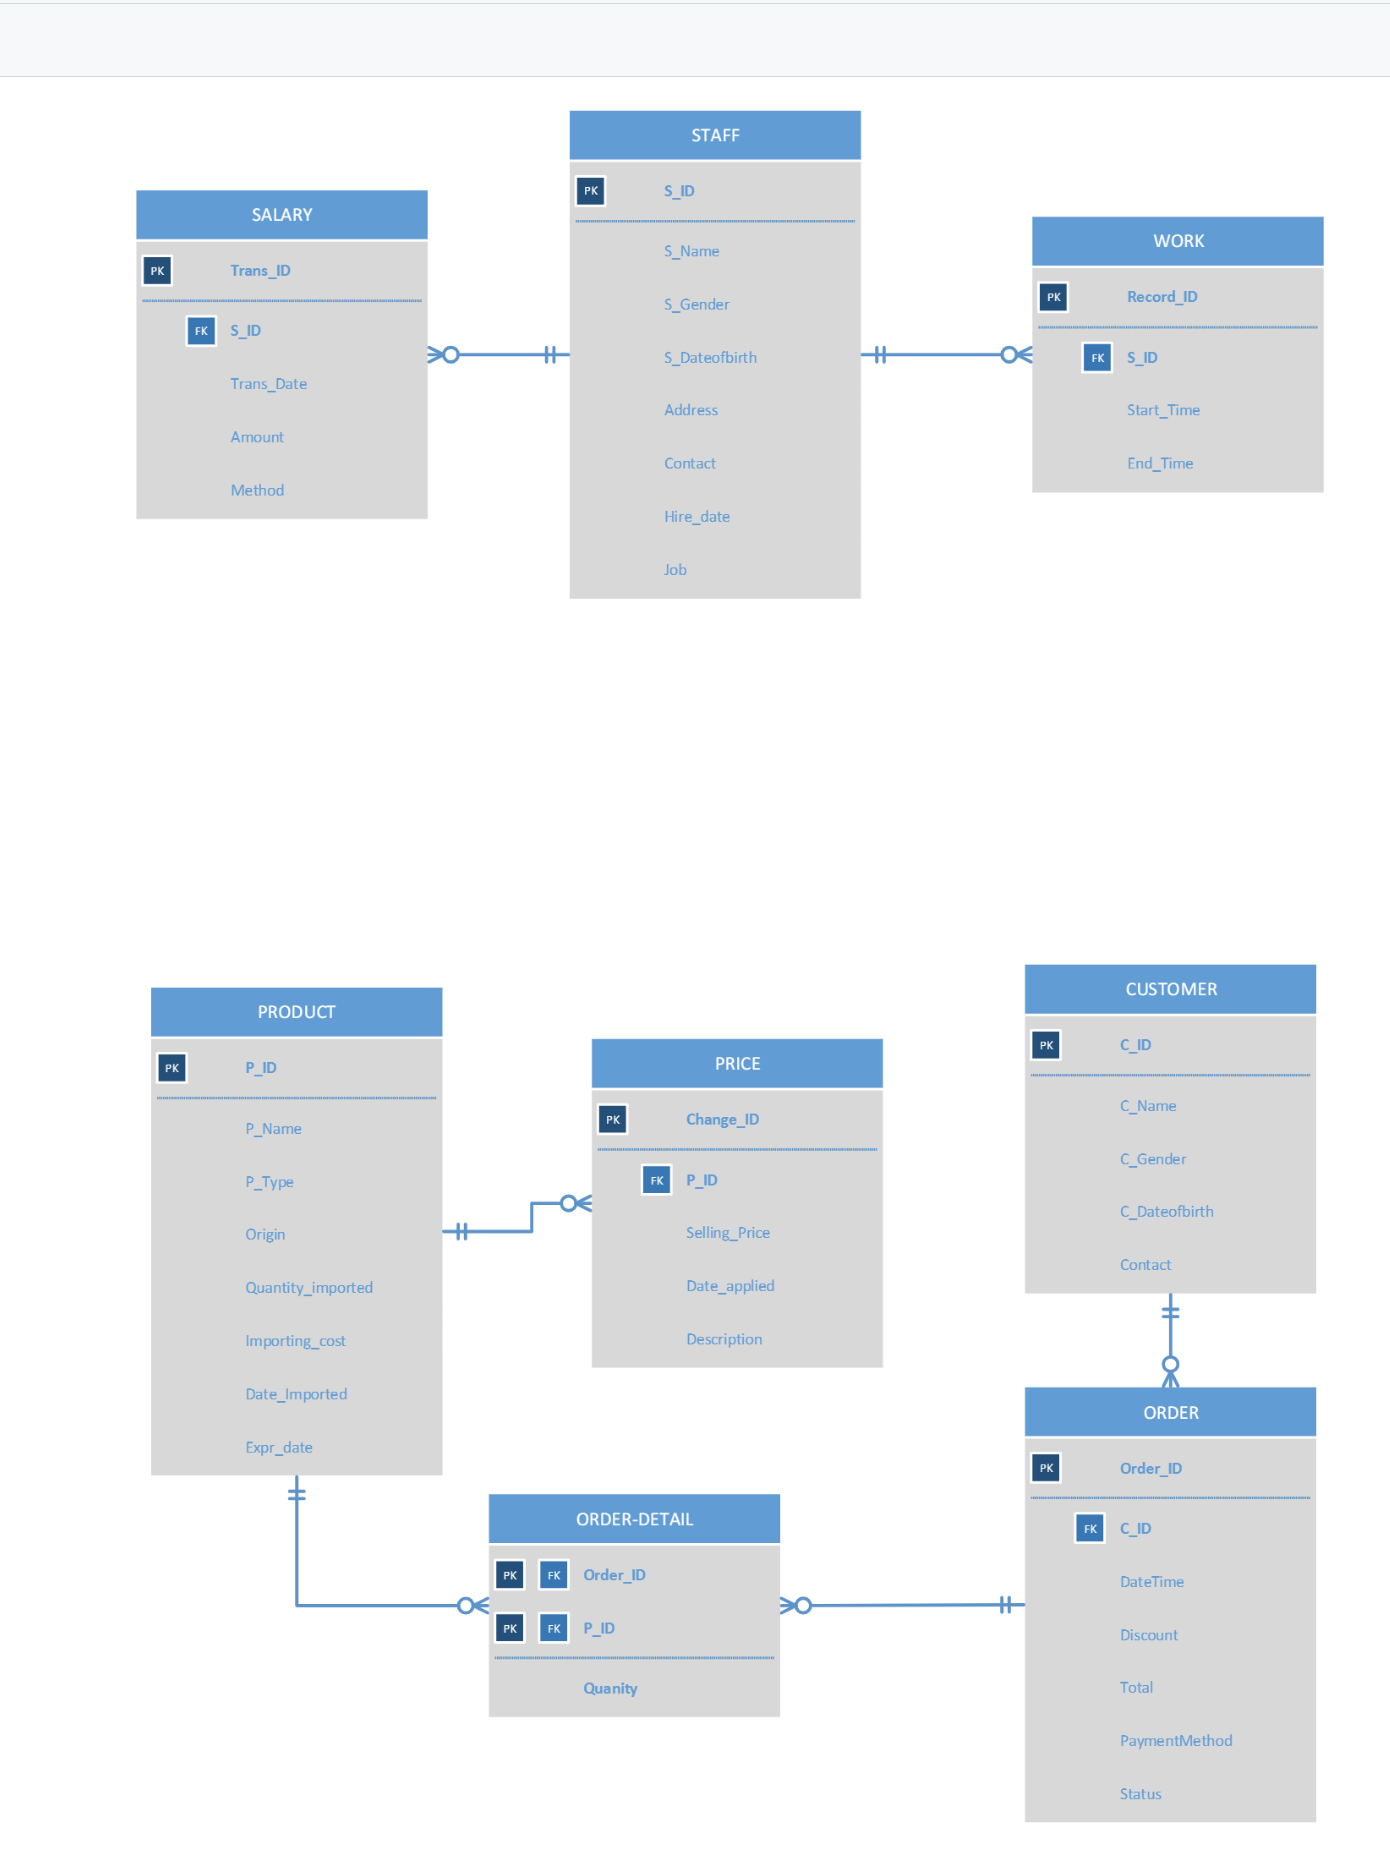 STAFF
PK S_ID
S_Name
S_Gender
S_Dateofbirth
Address
Contact
Hire_date
Job
SALARY
PK Trans_ID
FK S_ID
Trans_Date
Amount
Method
WORK
PK Record_ID
FK S_ID
Start_Time
End_Time
PRODUCT
PK P_ID
P_Name
P_Type
Origin
Quantity_imported
Importing_cost
Date_Imported
Expr_date
PRICE
PK Change_ID
FK P_ID
Selling_Price
Date_applied
Description
CUSTOMER
PK C_ID
C_Name
C_Gender
C_Dateofbirth
Contact
ORDER-DETAIL
PK FK Order_ID
PK FK P_ID
Quanity
ORDER
PK Order_ID
FK C_ID
DateTime
Discount
Total
PaymentMethod
Status